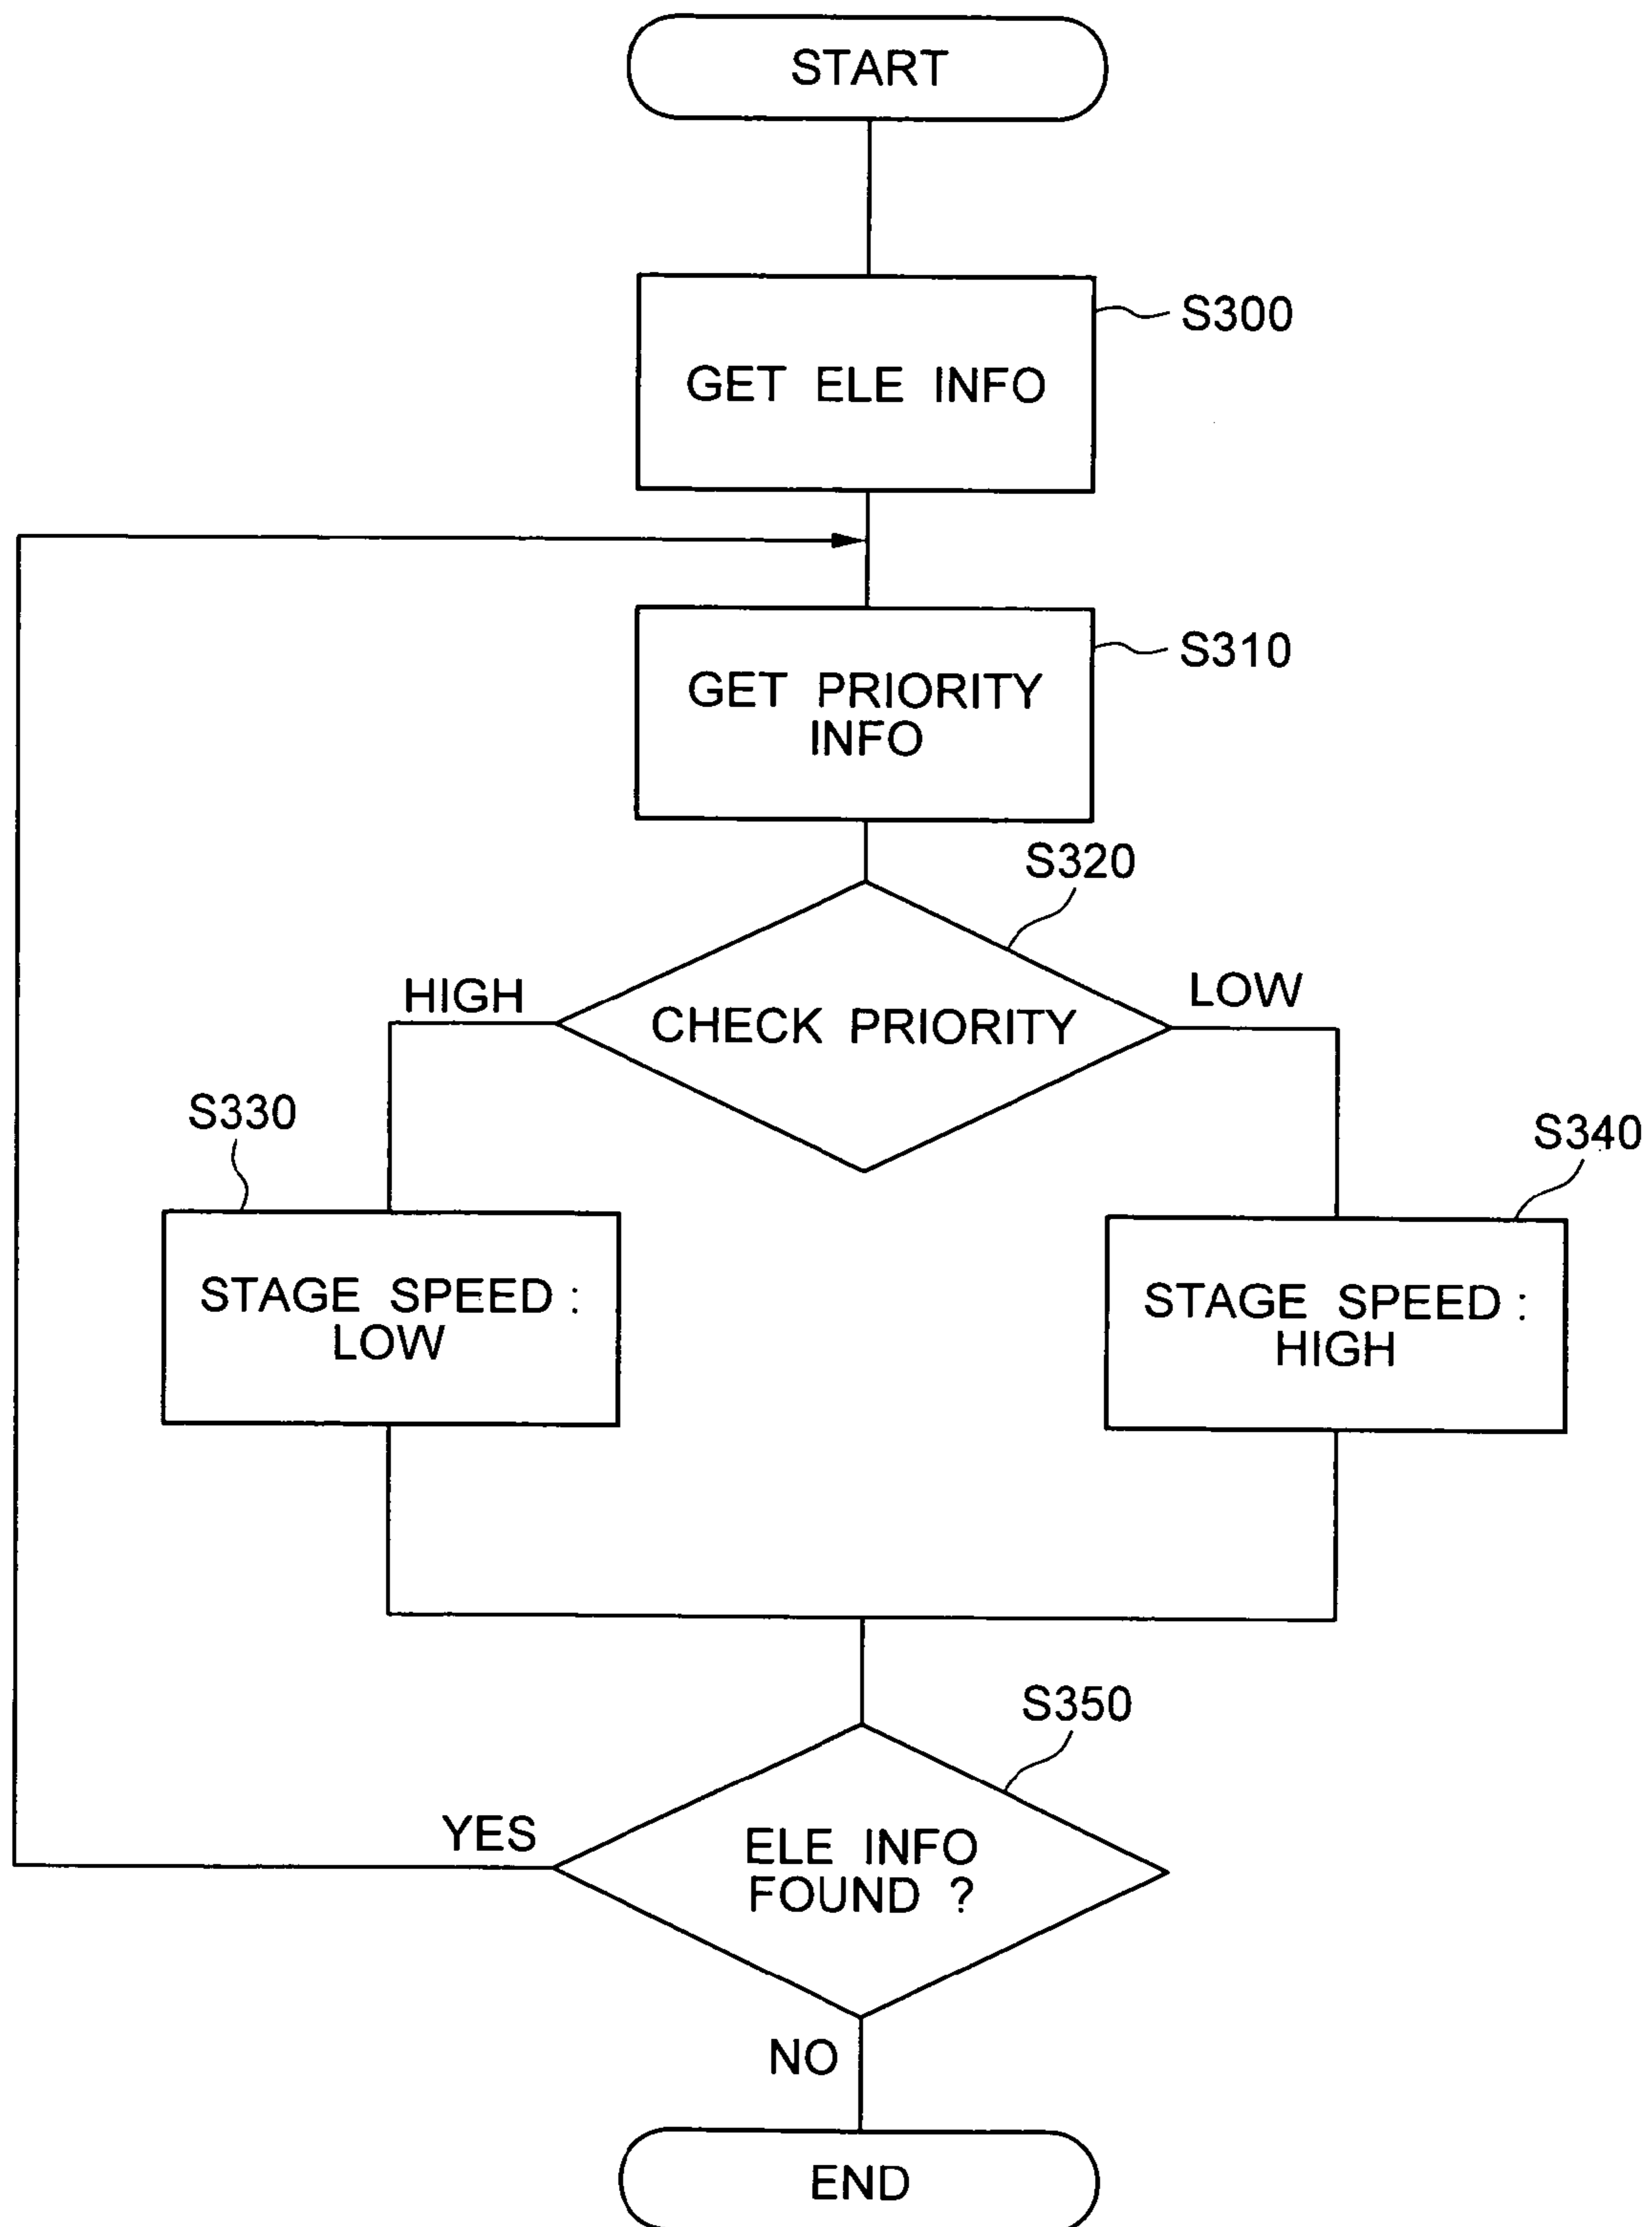 START
S300
GET ELE INFO
S310
GET PRIORITY
INFO
S320
HIGH
LOW
CHECK PRIORITY
S330
S340
STAGE SPEED :
LOW
STAGE SPEED :
HIGH
S350
YES
ELE INFO
FOUND ?
NO
END